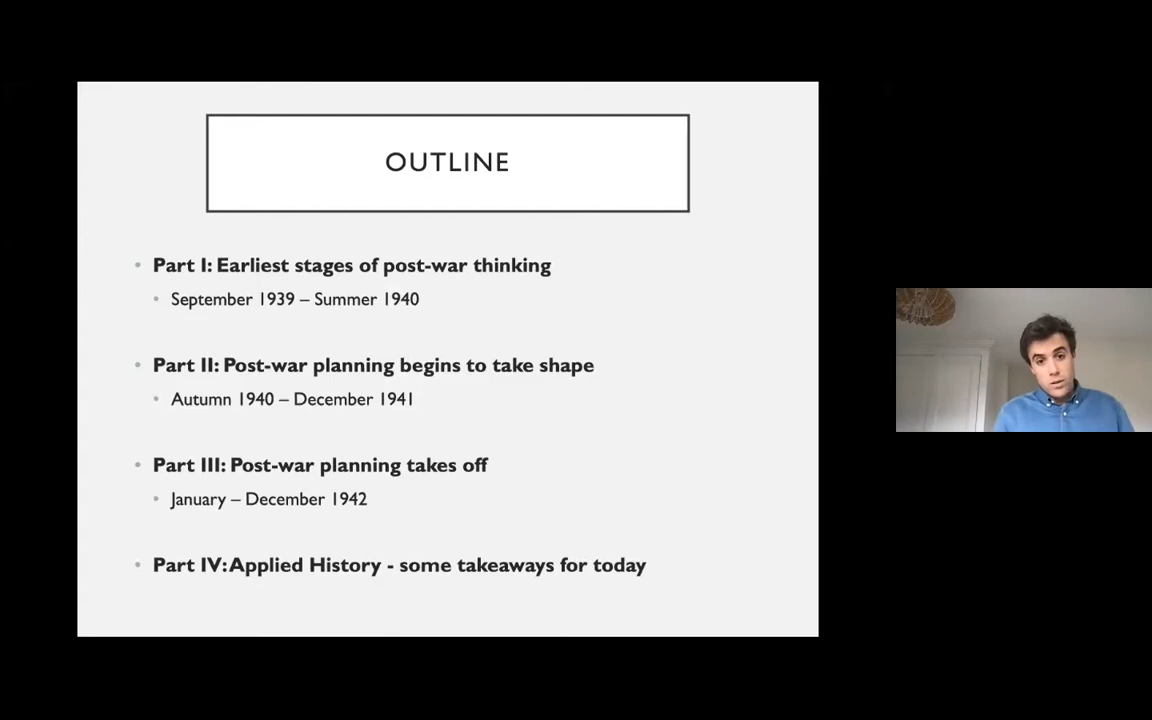 OUTLINE
• Part I: Earliest stages of post-war thinking
• September 1939 – Summer 1940
• Part II: Post-war planning begins to take shape
• Autumn 1940 – December 1941
• Part III: Post-war planning takes off
• January – December 1942
• Part IV: Applied History - some takeaways for today